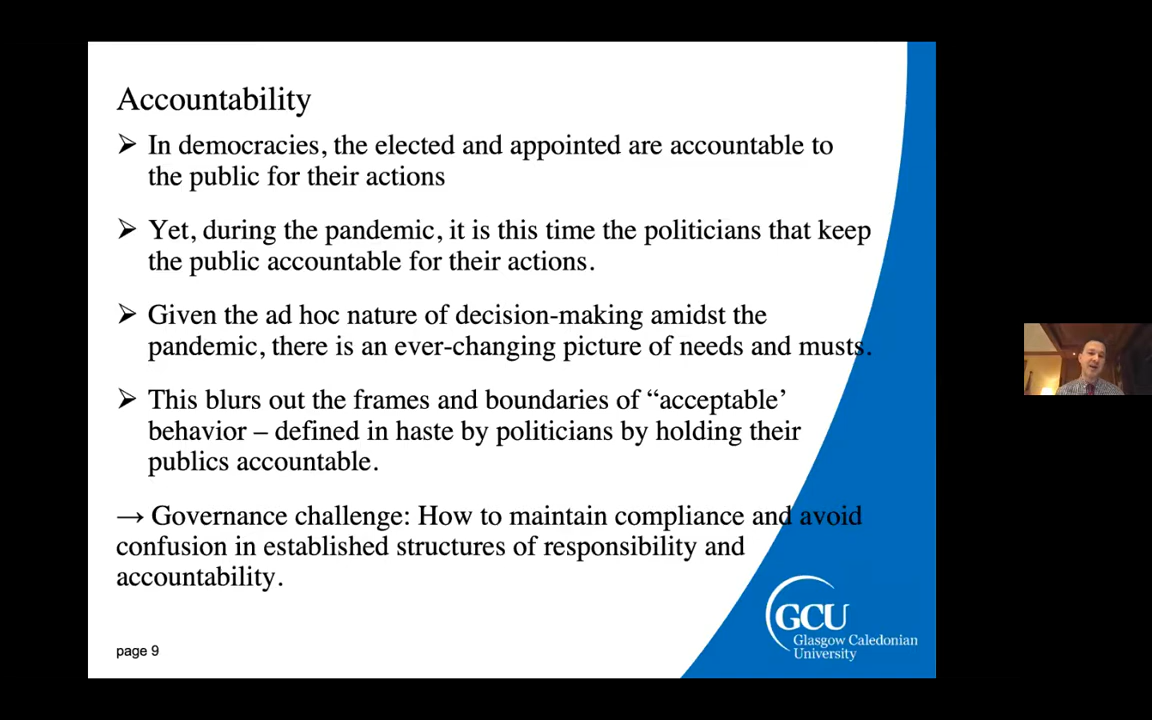 Accountability
➢ In democracies, the elected and appointed are accountable to
the public for their actions
➢ Yet, during the pandemic, it is this time the politicians that keep
the public accountable for their actions.
➢ Given the ad hoc nature of decision-making amidst the
pandemic, there is an ever-changing picture of needs and musts.
➢ This blurs out the frames and boundaries of “acceptable’
behavior – defined in haste by politicians by holding their
publics accountable.
→ Governance challenge: How to maintain compliance and avoid
confusion in established structures of responsibility and
accountability.
GCU
Glasgow Caledonian
University
page 9